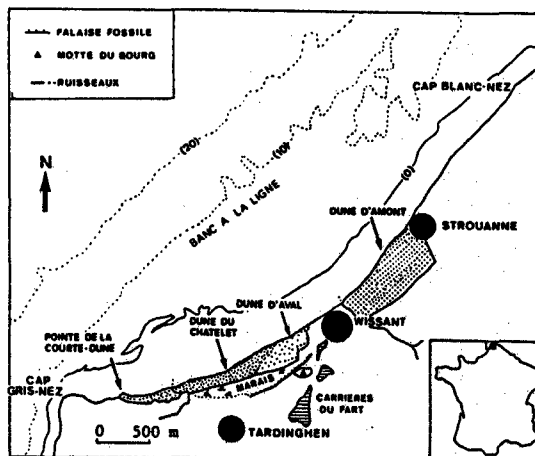 FALAISE FOSSILE
MOTTE DU BOURG
RUISSEAUX
CAP BLANC-NEZ
(20)
(10)
(0)
N
BANC A LA LIGNE
DUNE D'AMONT
STROUANNE
DUNE D'AVAL
DUNE DU
CHATELET
WISSANT
POINTE DE LA
COURTE-DUNE
CAP
GRIS-NEZ
MARAIS
CARRIERES
DU FART
0 500 m
TARDINGHEN